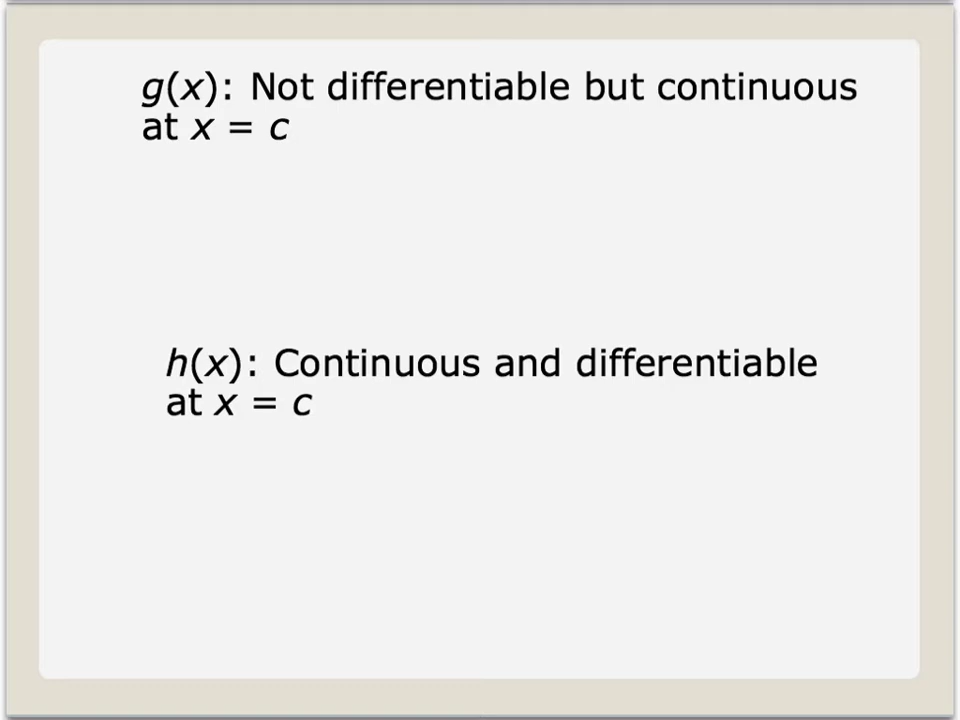 g(x): Not differentiable but continuous
at x = c
h(x): Continuous and differentiable
at x = c